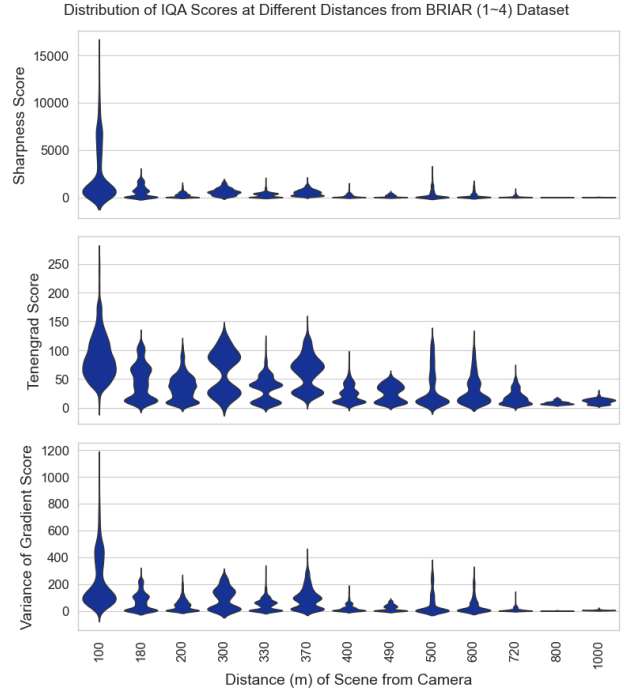 Distribution of IQA Scores at Different Distances from BRIAR (1~4) Dataset
Sharpness Score
15000
10000
5000
0
Tenengrad Score
250
200
150
100
50
0
Variance of Gradient Score
1200
1000
800
600
400
200
0
100 180 200 300 330 370 400 490 500 600 720 800 1000
Distance (m) of Scene from Camera